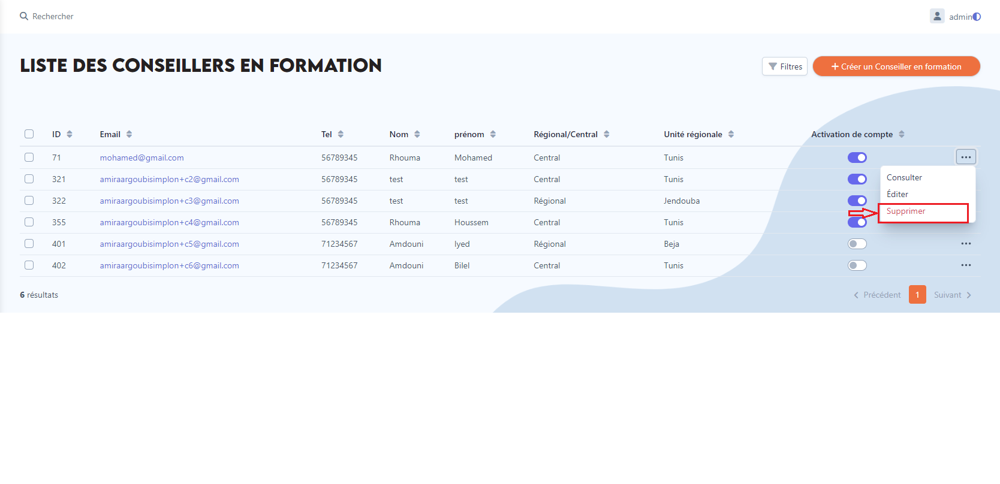 Rechercher
admin
LISTE DES CONSEILLERS EN FORMATION
Filtres
+ Créer un Conseiller en formation
ID Email Tel Nom prénom Régional/Central Unité régionale Activation de compte
71 mohamed@gmail.com 56789345 Rhouma Mohamed Central Tunis
321 amiraargoubisimplon+c2@gmail.com 56789345 test test Central Tunis
Consulter
Éditer
322 amiraargoubisimplon+c3@gmail.com 56789345 test test Régional Jendouba
Supprimer
355 amiraargoubisimplon+c4@gmail.com 56789345 Rhouma Houssem Central Tunis
401 amiraargoubisimplon+c5@gmail.com 71234567 Amdouni Iyed Régional Beja
402 amiraargoubisimplon+c6@gmail.com 71234567 Amdouni Bilel Central Tunis
6 résultats
Précédent 1 Suivant